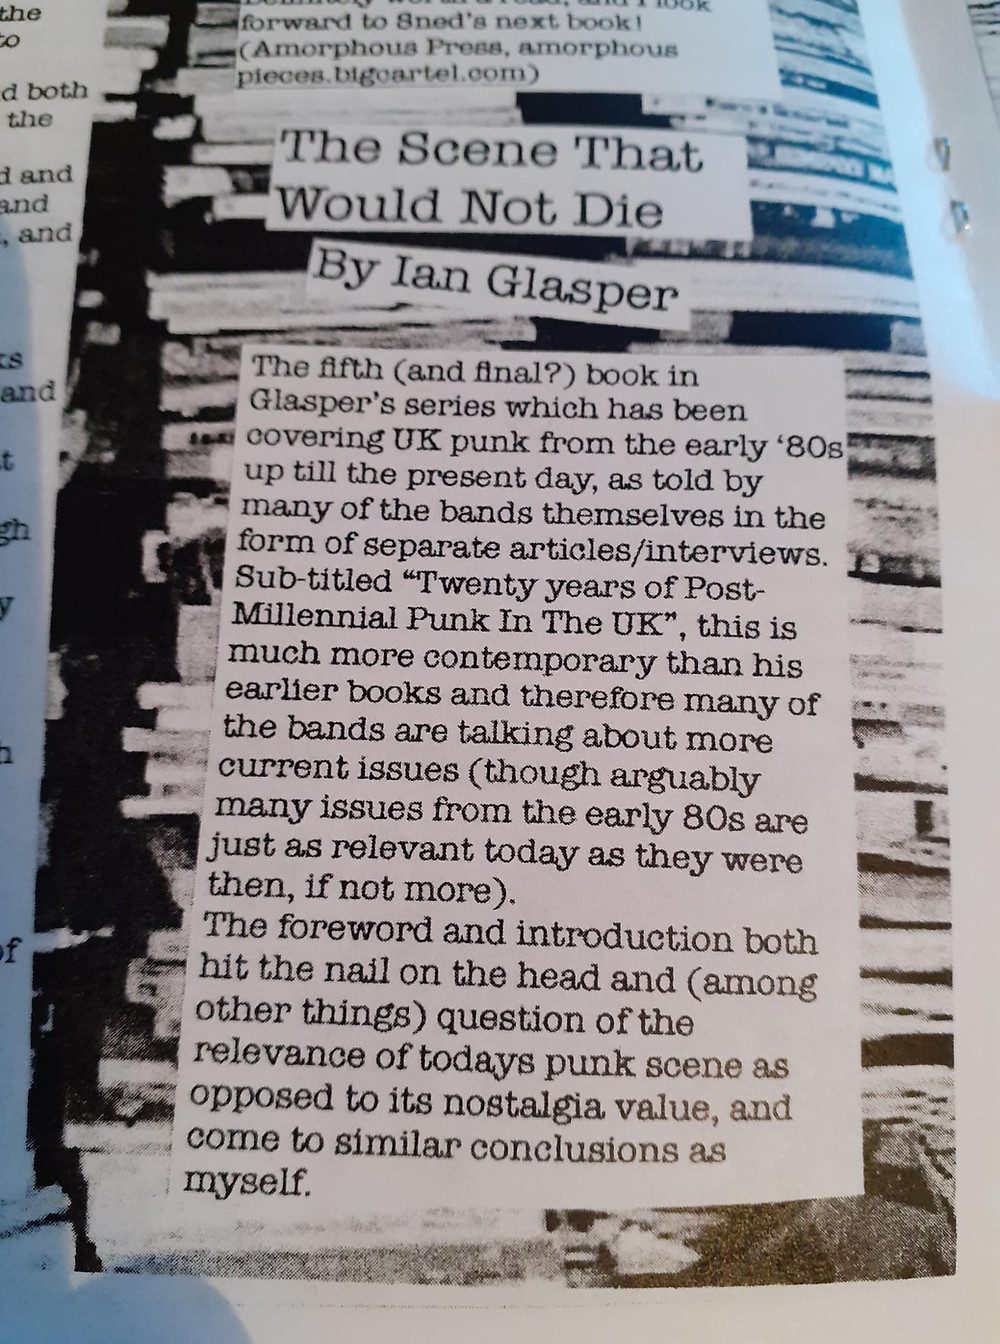 the
to
d both
the
d and
and
, and
and
t
gh
y
h
of
look
forward to Sned's next book!
(Amorphous Press, amorphous
pieces.bigcartel.com)
The Scene That
Would Not Die
By Ian Glasper
The fifth (and final?) book in
Glasper's series which has been
covering UK punk from the early '80s
up till the present day, as told by
many of the bands themselves in the
form of separate articles/interviews.
Sub-titled “Twenty years of Post-
Millennial Punk In The UK”, this is
much more contemporary than his
earlier books and therefore many of
the bands are talking about more
current issues (though arguably
many issues from the early 80s are
just as relevant today as they were
then, if not more).
The foreword and introduction both
hit the nail on the head and (among
other things) question of the
relevance of todays punk scene as
opposed to its nostalgia value, and
come to similar conclusions as
myself.